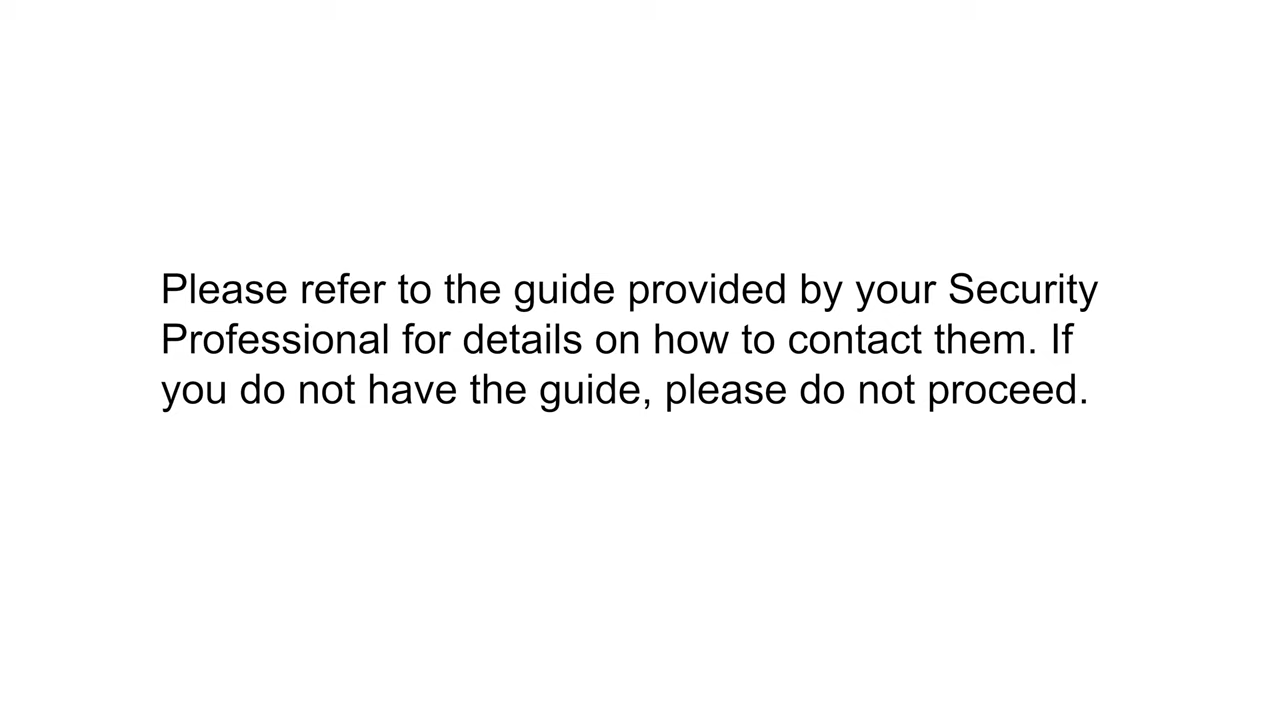 Please refer to the guide provided by your Security
Professional for details on how to contact them. If
you do not have the guide, please do not proceed.